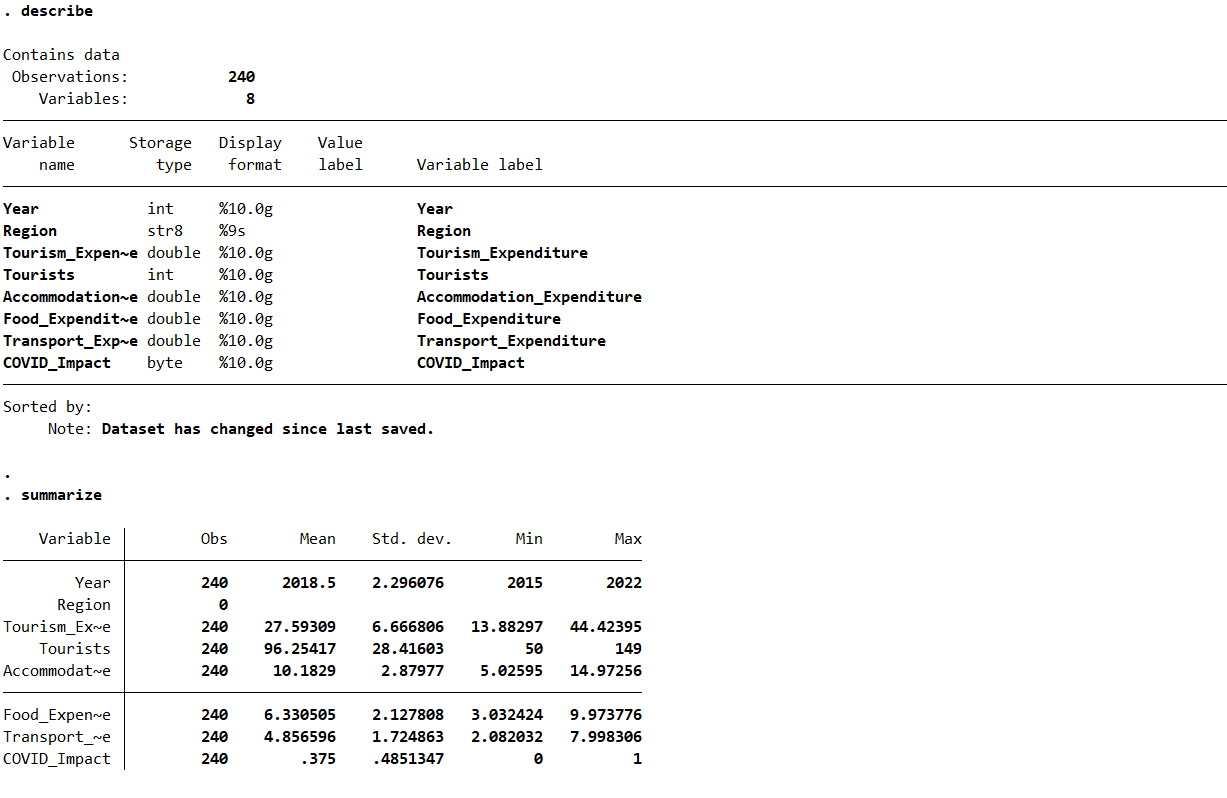 . describe
Contains data
 Observations:           240
    Variables:             8
Variable      Storage   Display    Value
    name         type    format    label      Variable label
Year            int     %10.0g                Year
Region          str8    %9s                   Region
Tourism_Expen~e double  %10.0g                Tourism_Expenditure
Tourists        int     %10.0g                Tourists
Accommodation~e double  %10.0g                Accommodation_Expenditure
Food_Expendit~e double  %10.0g                Food_Expenditure
Transport_Exp~e double  %10.0g                Transport_Expenditure
COVID_Impact    byte    %10.0g                COVID_Impact
Sorted by:
     Note: Dataset has changed since last saved.
.
. summarize
    Variable |        Obs        Mean    Std. dev.       Min        Max
        Year |        240      2018.5    2.296076       2015       2022
      Region |          0
Tourism_Ex~e |        240    27.59309    6.666806   13.88297   44.42395
    Tourists |        240    96.25417    28.41603         50        149
Accommodat~e |        240     10.1829     2.87977    5.02595   14.97256
Food_Expen~e |        240    6.330505    2.127808   3.032424   9.973776
Transport_~e |        240    4.856596    1.724863   2.082032   7.998306
COVID_Impact |        240        .375    .4851347          0          1